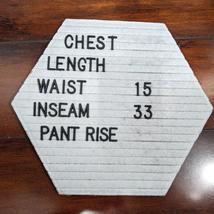 CHEST
LENGTH
WAIST 15
INSEAM 33
PANT RISE